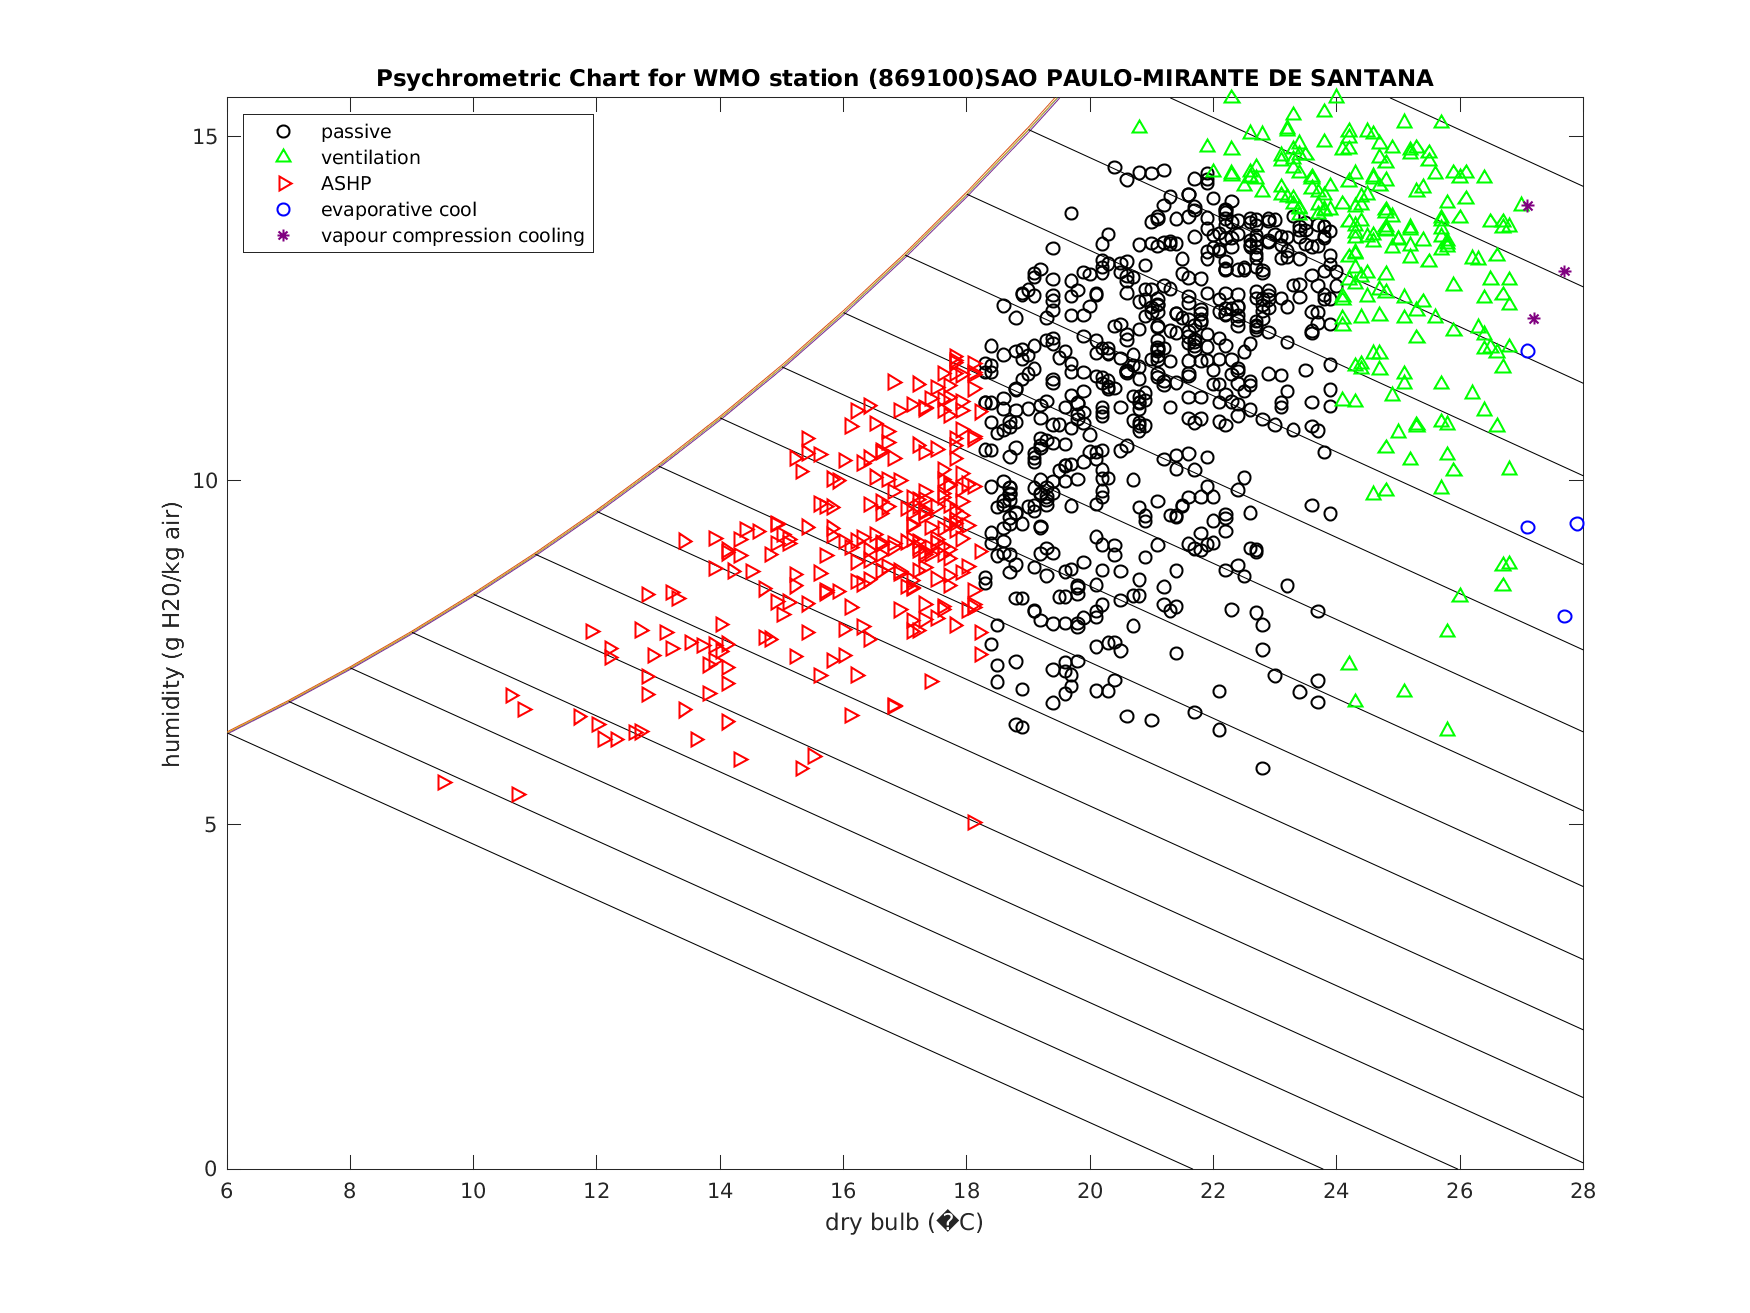 Psychrometric Chart for WMO station (869100)SAO PAULO-MIRANTE DE SANTANA
passive
ventilation
ASHP
evaporative cool
vapour compression cooling
humidity (g H20/kg air)
15
10
5
0
6 8 10 12 14 16 18 20 22 24 26 28
dry bulb (�C)